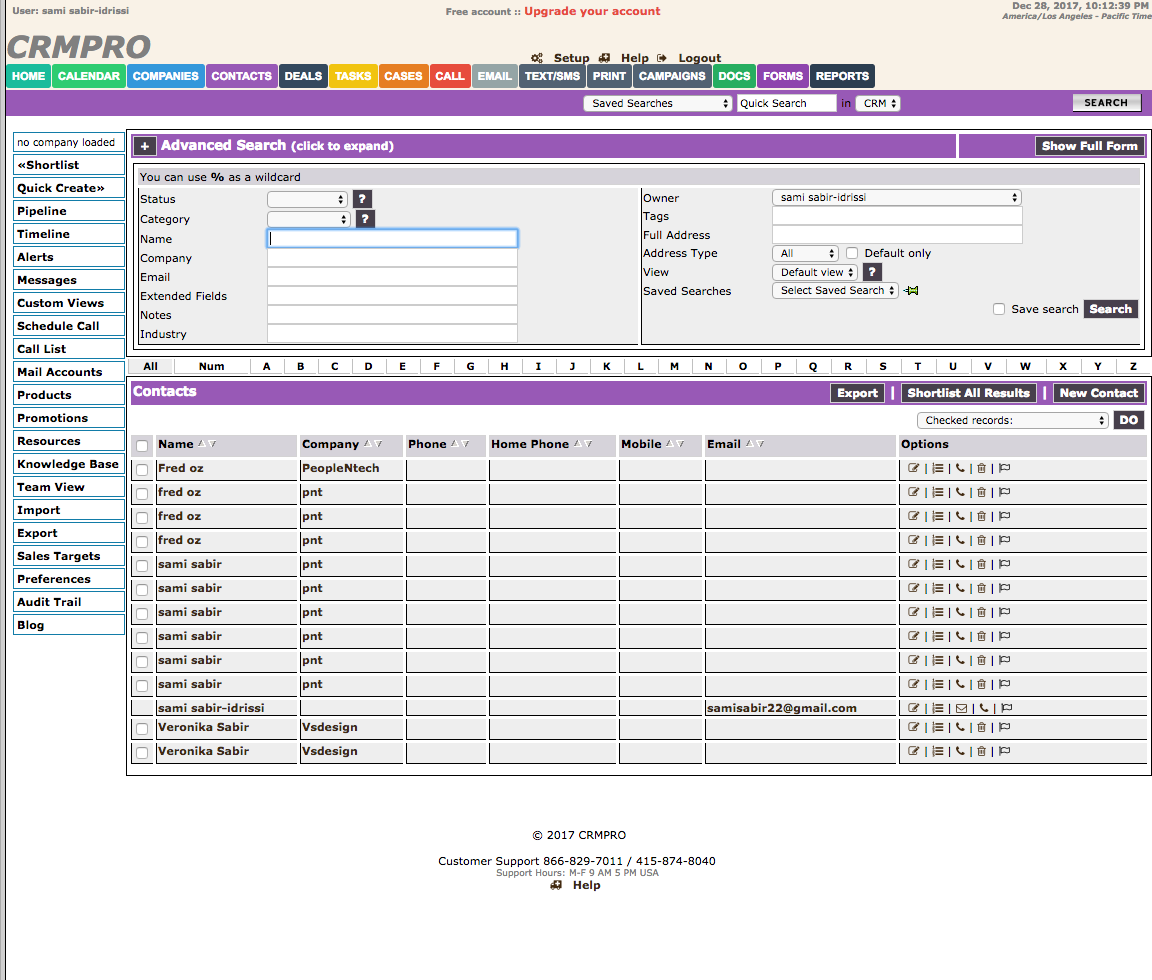 User: sami sabir-idrissi
Free account :: Upgrade your account
Dec 28, 2017, 10:12:39 PM
America/Los Angeles - Pacific Time
CRMPRO
Setup Help Logout
HOME CALENDAR COMPANIES CONTACTS DEALS TASKS CASES CALL EMAIL TEXT/SMS PRINT CAMPAIGNS DOCS FORMS REPORTS
Saved Searches Quick Search in CRM SEARCH
no company loaded
«Shortlist
Quick Create»
Pipeline
Timeline
Alerts
Messages
Custom Views
Schedule Call
Call List
Mail Accounts
Products
Promotions
Resources
Knowledge Base
Team View
Import
Export
Sales Targets
Preferences
Audit Trail
Blog
+ Advanced Search (click to expand) Show Full Form
You can use % as a wildcard
Status ?
Category ?
Name
Company
Email
Extended Fields
Notes
Industry
Owner sami sabir-idrissi
Tags
Full Address
Address Type All Default only
View Default view ?
Saved Searches Select Saved Search
Save search Search
All Num A B C D E F G H I J K L M N O P Q R S T U V W X Y Z
Contacts Export | Shortlist All Results | New Contact
Checked records: DO
Name Company Phone Home Phone Mobile Email Options
Fred oz PeopleNtech
fred oz pnt
fred oz pnt
fred oz pnt
sami sabir pnt
sami sabir pnt
sami sabir pnt
sami sabir pnt
sami sabir pnt
sami sabir pnt
sami sabir-idrissi samisabir22@gmail.com
Veronika Sabir Vsdesign
Veronika Sabir Vsdesign
© 2017 CRMPRO
Customer Support 866-829-7011 / 415-874-8040
Support Hours: M-F 9 AM 5 PM USA
Help